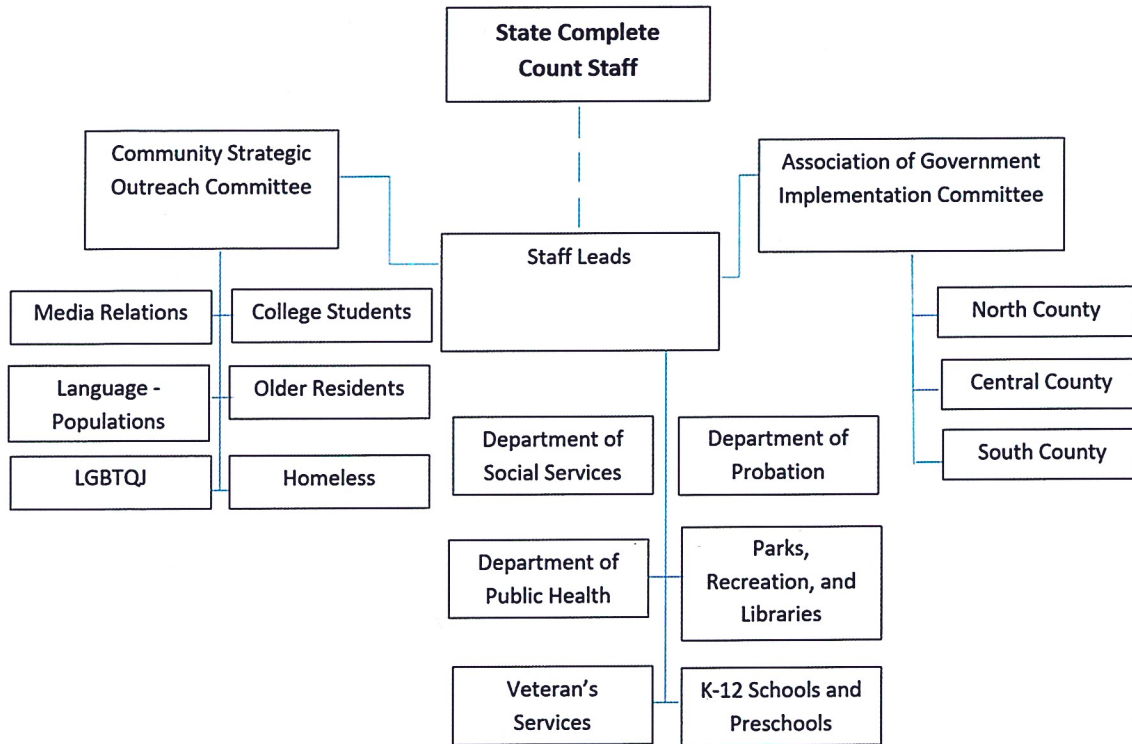 State Complete
Count Staff
Community Strategic
Outreach Committee
Association of Government
Implementation Committee
Staff Leads
Media Relations
College Students
Language -
Populations
Older Residents
LGBTQJ
Homeless
North County
Central County
South County
Department of
Social Services
Department of
Probation
Department of
Public Health
Parks,
Recreation, and
Libraries
Veteran's
Services
K-12 Schools and
Preschools